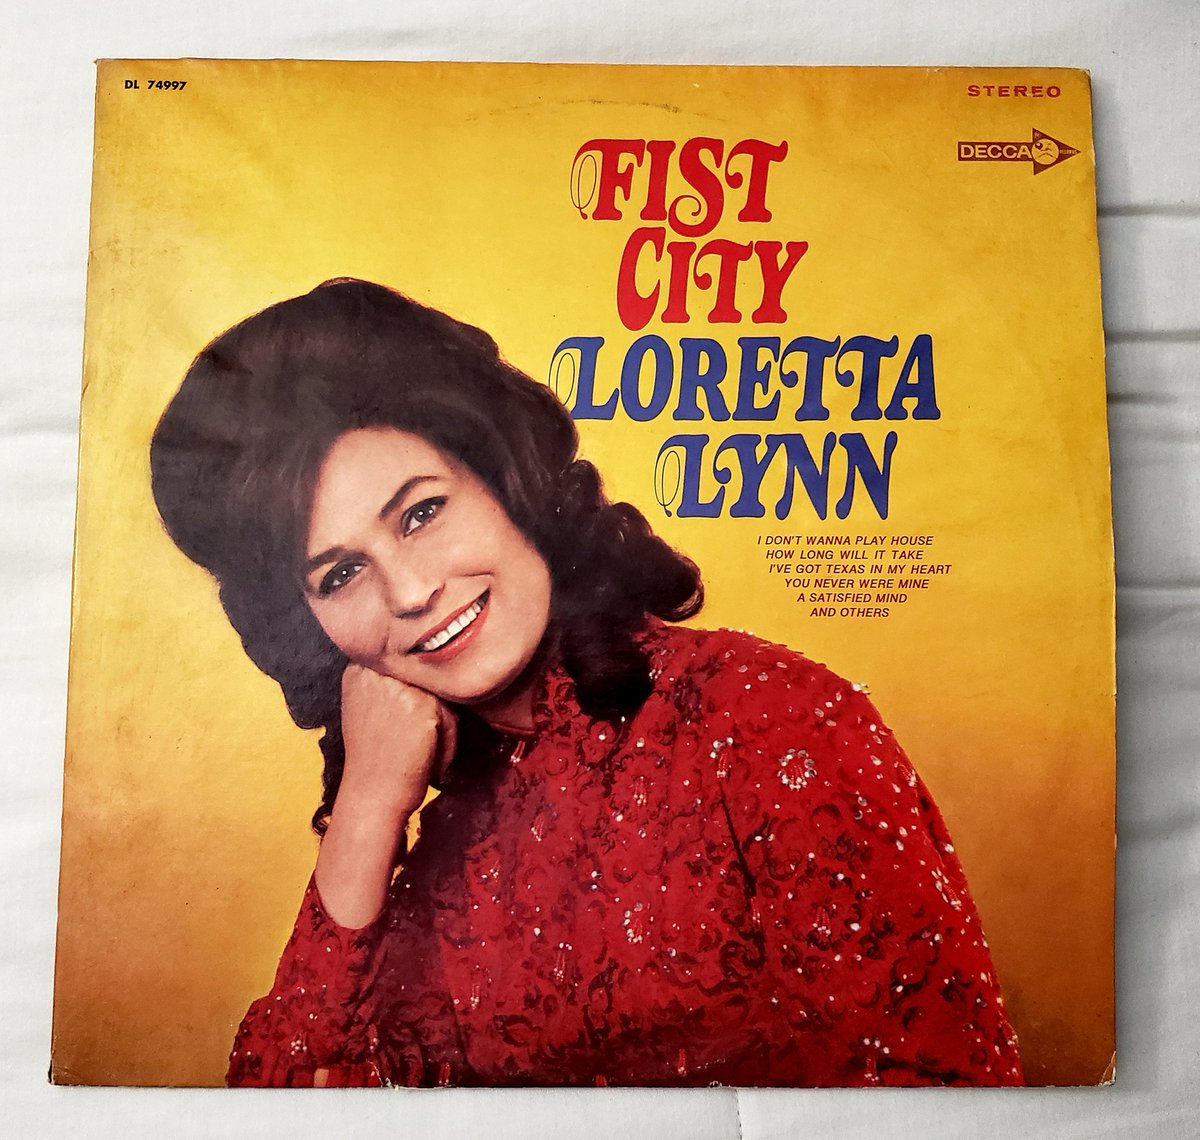 DL 74997
STEREO
DECCA RECORDS
FIST
CITY
LORETTA
LYNN
I DON'T WANNA PLAY HOUSE
HOW LONG WILL IT TAKE
I'VE GOT TEXAS IN MY HEART
YOU NEVER WERE MINE
A SATISFIED MIND
AND OTHERS